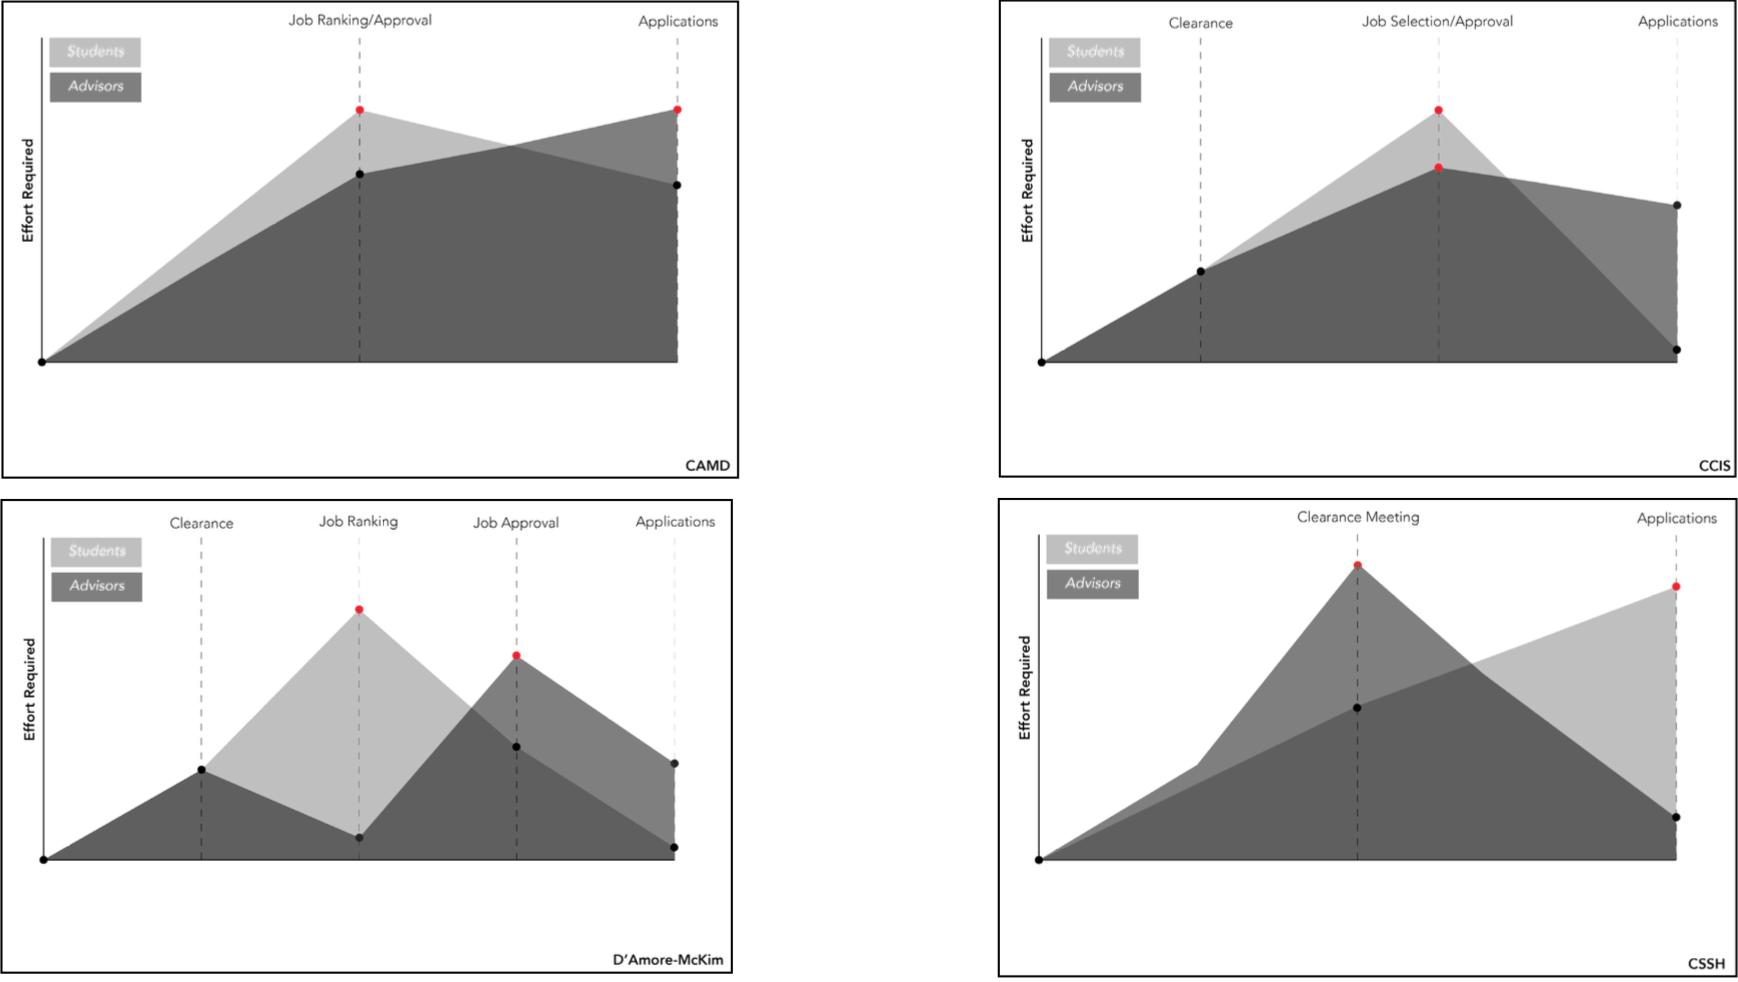 Job Ranking/Approval
Applications
Students
Advisors
Effort Required
CAMD
Clearance
Job Selection/Approval
Applications
Students
Advisors
Effort Required
CCIS
Clearance
Job Ranking
Job Approval
Applications
Students
Advisors
Effort Required
D'Amore-McKim
Clearance Meeting
Applications
Students
Advisors
Effort Required
CSSH